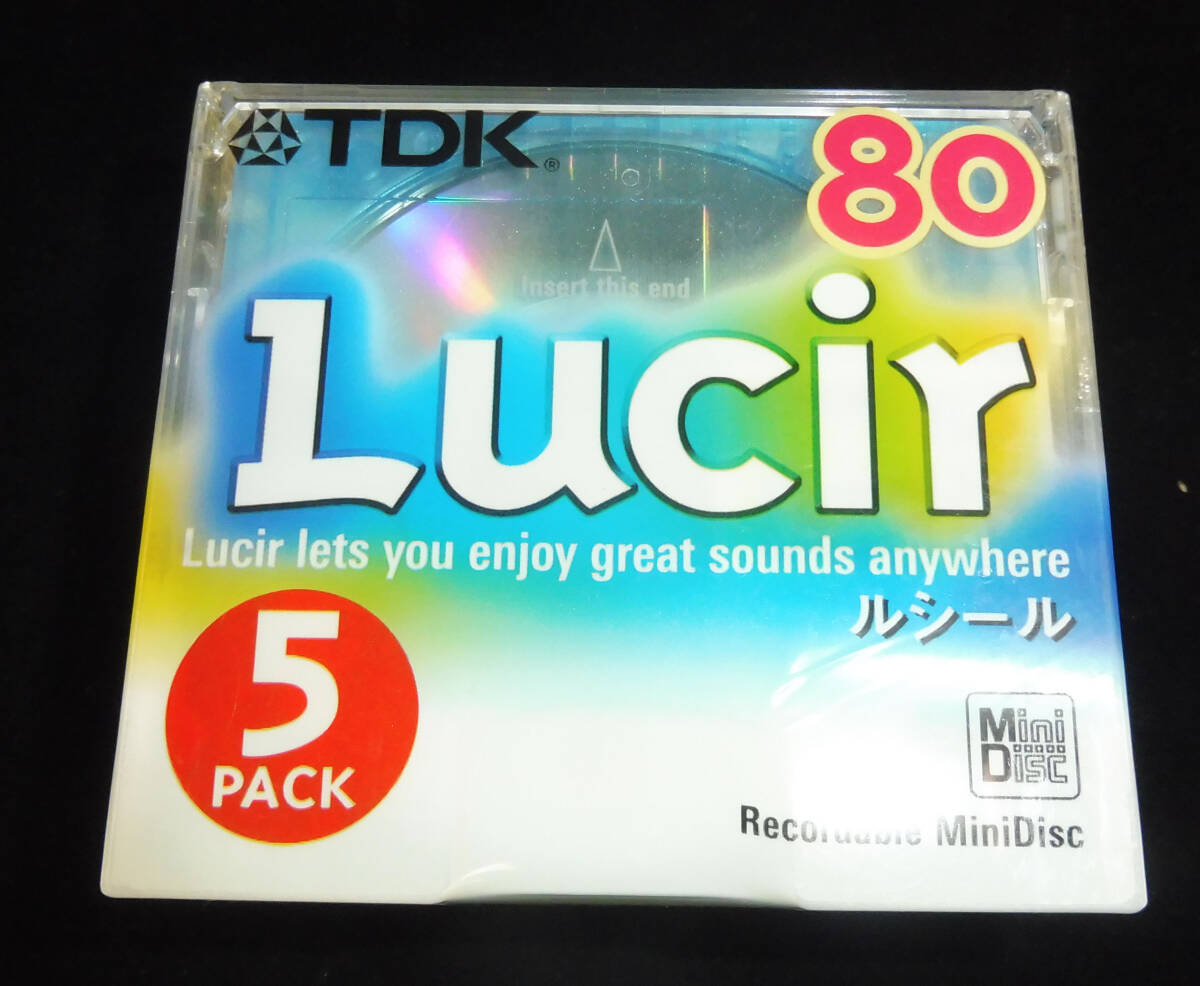 TDK®
80
Insert this end
Lucir
Lucir lets you enjoy great sounds anywhere
ルシール
5
PACK
Mini
Disc
Recordable MiniDisc